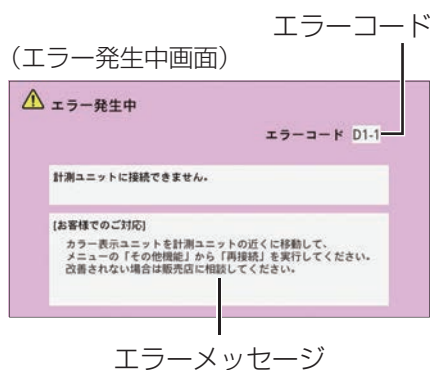 エラーコード
（エラー発生中画面）
エラー発生中
エラーコード D1-1
計測ユニットに接続できません。
[お客様でのご対応]
カラー表示ユニットを計測ユニットの近くに移動して、
メニューの「その他機能」から「再接続」を実行してください。
改善されない場合は販売店に相談してください。
エラーメッセージ